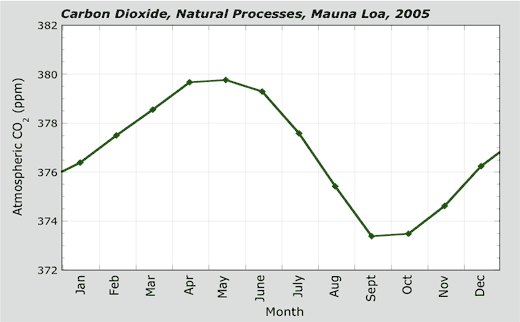 Carbon Dioxide, Natural Processes, Mauna Loa, 2005
382
380
378
376
374
372
Atmospheric CO2 (ppm)
Jan
Feb
Mar
Apr
May
June
July
Aug
Sept
Oct
Nov
Dec
Month